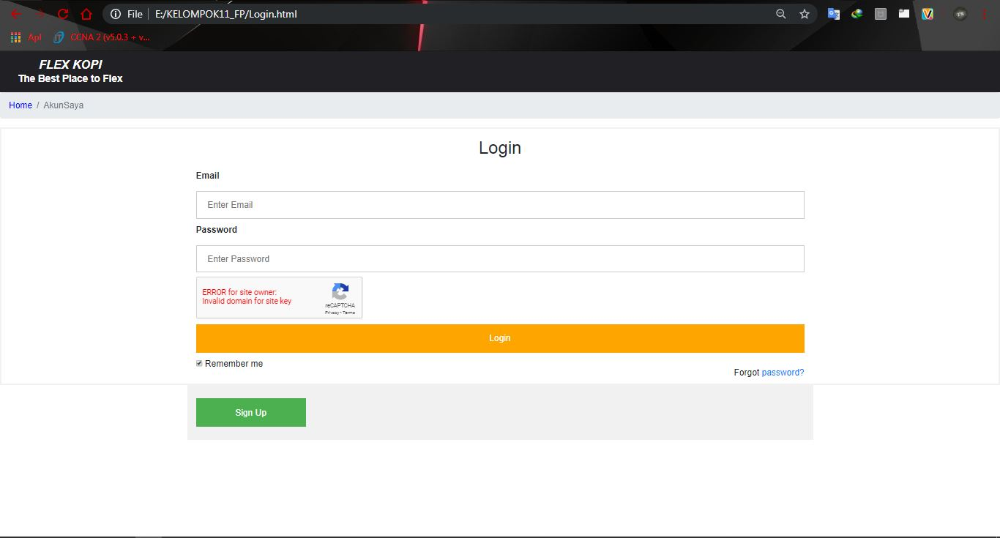 File E:/KELOMPOK11_FP/Login.html
Apl CCNA 2 (v5.0.3 + v...
FLEX KOPI
The Best Place to Flex
Home / AkunSaya
Login
Email
Enter Email
Password
Enter Password
ERROR for site owner:
Invalid domain for site key
reCAPTCHA
Privacy - Terms
Login
Remember me
Forgot password?
Sign Up